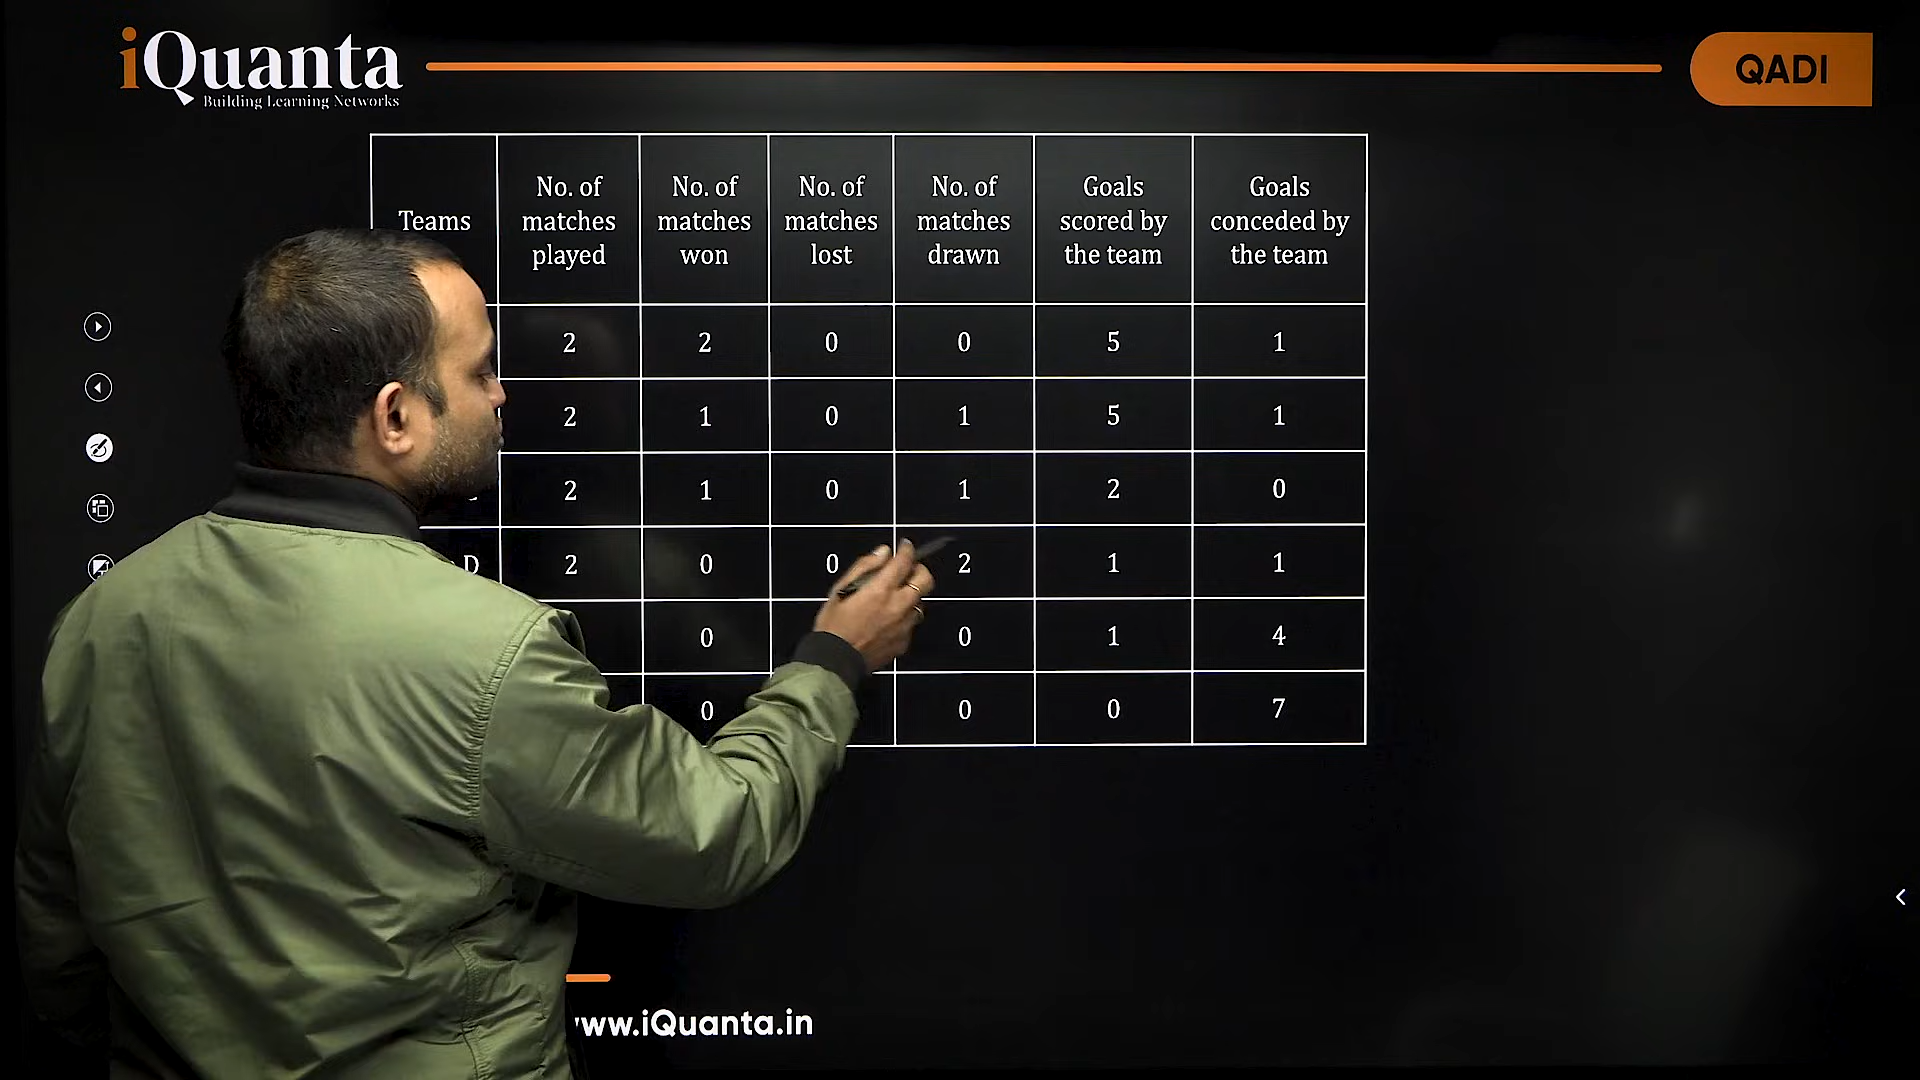 iQuanta
Building Learning Networks
QADI
Teams
No. of matches played
No. of matches won
No. of matches lost
No. of matches drawn
Goals scored by the team
Goals conceded by the team
2 2 0 0 5 1
2 1 0 1 5 1
2 1 0 1 2 0
D 2 0 0 2 1 1
0 0 1 4
0 0 0 7
www.iQuanta.in